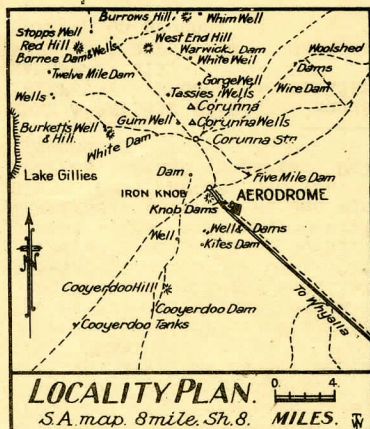 Burrows Hill
Whim Well
Stopps Well
West End Hill
Red Hill
Warwick Dam
Woolshed
Barnee Dam & Wells
White Well
Dams
Twelve Mile Dam
Gorge Well
Wire Dam
Wells
Tassies Wells
Corunna
Gum Well
Corunna Wells
Burketts Well
& Hill
White Dam
Corunna Stn.
Lake Gillies
Dam
Five Mile Dam
IRON KNOB
AERODROME
Knob Dams
Well & Dams
Well
Kites Dam
N
Cooyerdoo Hill
To Whyalla
Cooyerdoo Dam
Cooyerdoo Tanks
LOCALITY PLAN.
0. 4.
S.A. map. 8 mile. Sh. 8.
MILES.